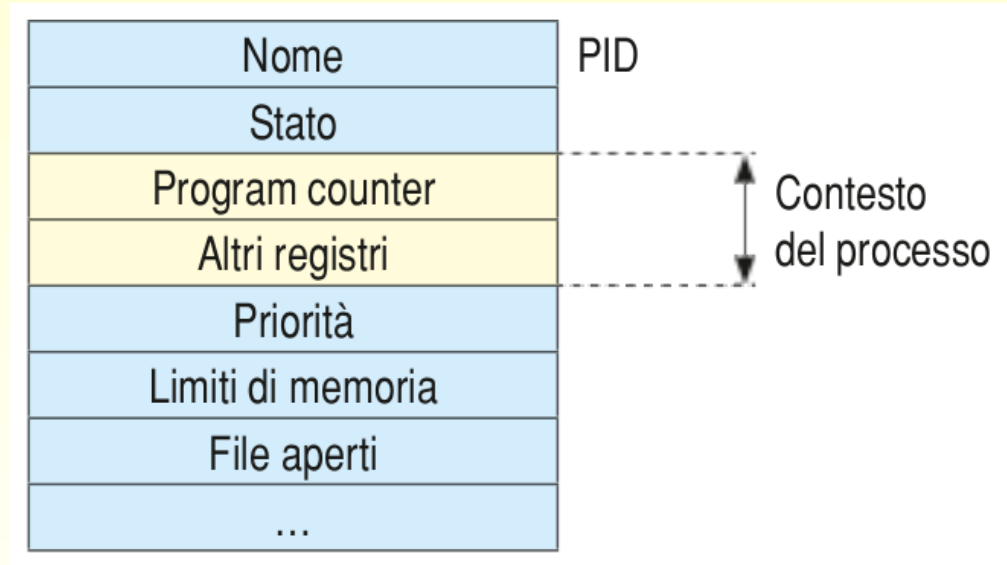 Nome
PID
Stato
Program counter
Altri registri
Contesto
del processo
Priorità
Limiti di memoria
File aperti
...